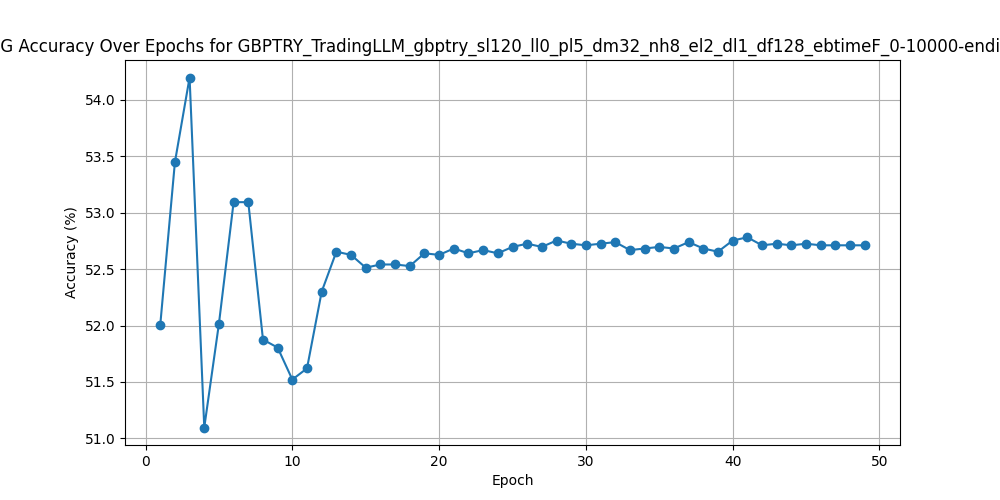 G Accuracy Over Epochs for GBPTRY_TradingLLM_gbptry_sl120_ll0_pl5_dm32_nh8_el2_dl1_df128_ebtimeF_0-10000-endi
54.0
53.5
53.0
52.5
52.0
51.5
51.0
Accuracy (%)
0 10 20 30 40 50
Epoch